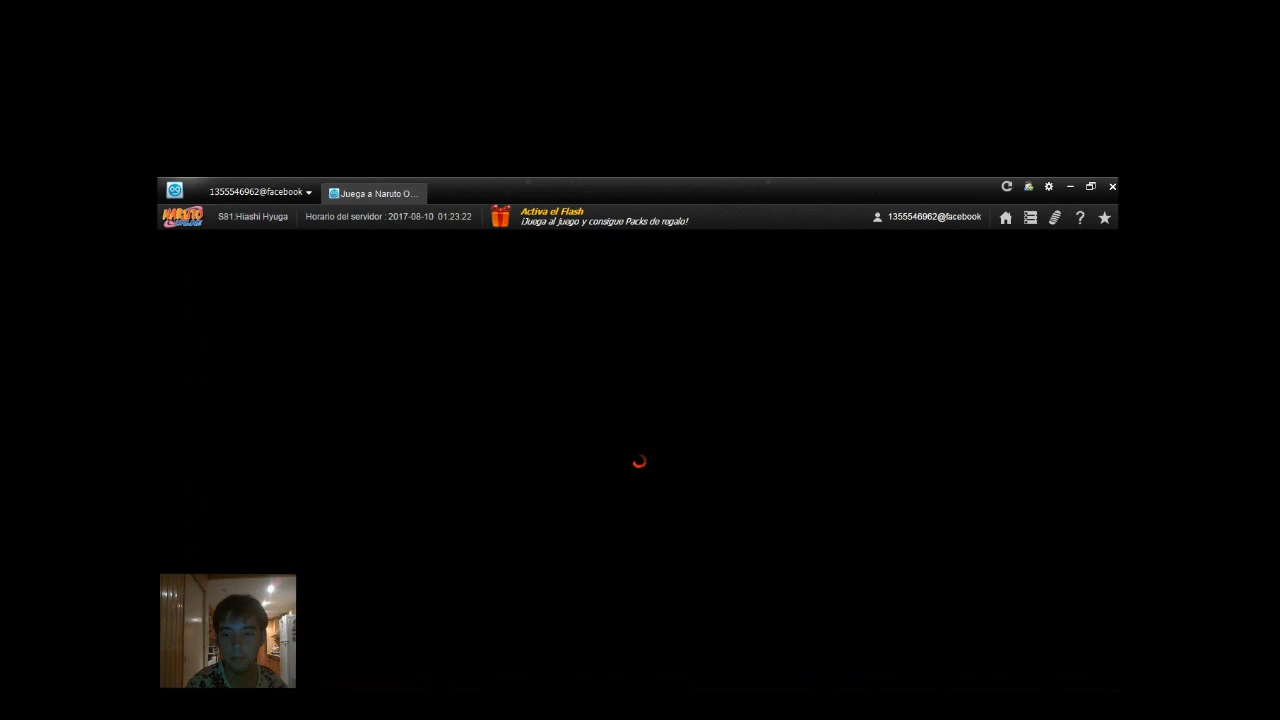 1355546962@facebook
Juega a Naruto O...
NARUTO
S81:Hiashi Hyuga
Horario del servidor : 2017-08-10 01:23:22
Activa el Flash
¡Juega al juego y consigue Packs de regalo!
1355546962@facebook